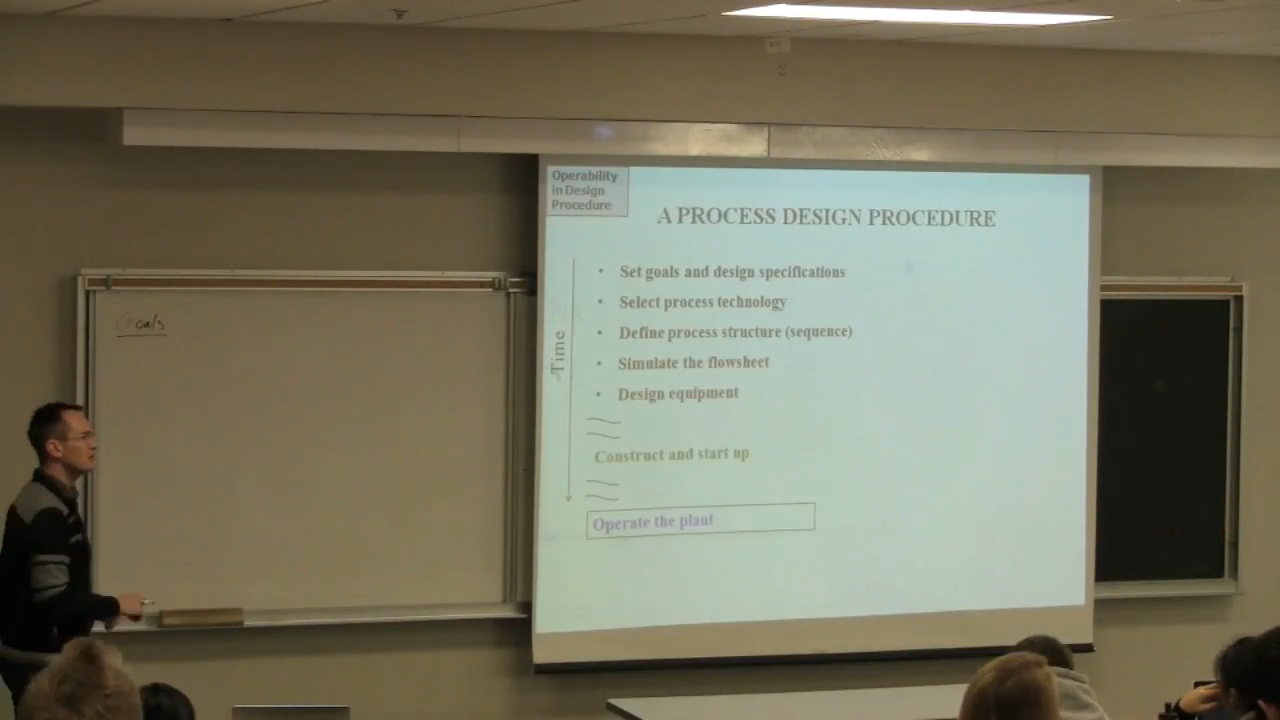 Operability
in Design
Procedure
A PROCESS DESIGN PROCEDURE
• Set goals and design specifications
• Select process technology
• Define process structure (sequence)
• Simulate the flowsheet
• Design equipment
Construct and start up
Operate the plant
Time
Goals